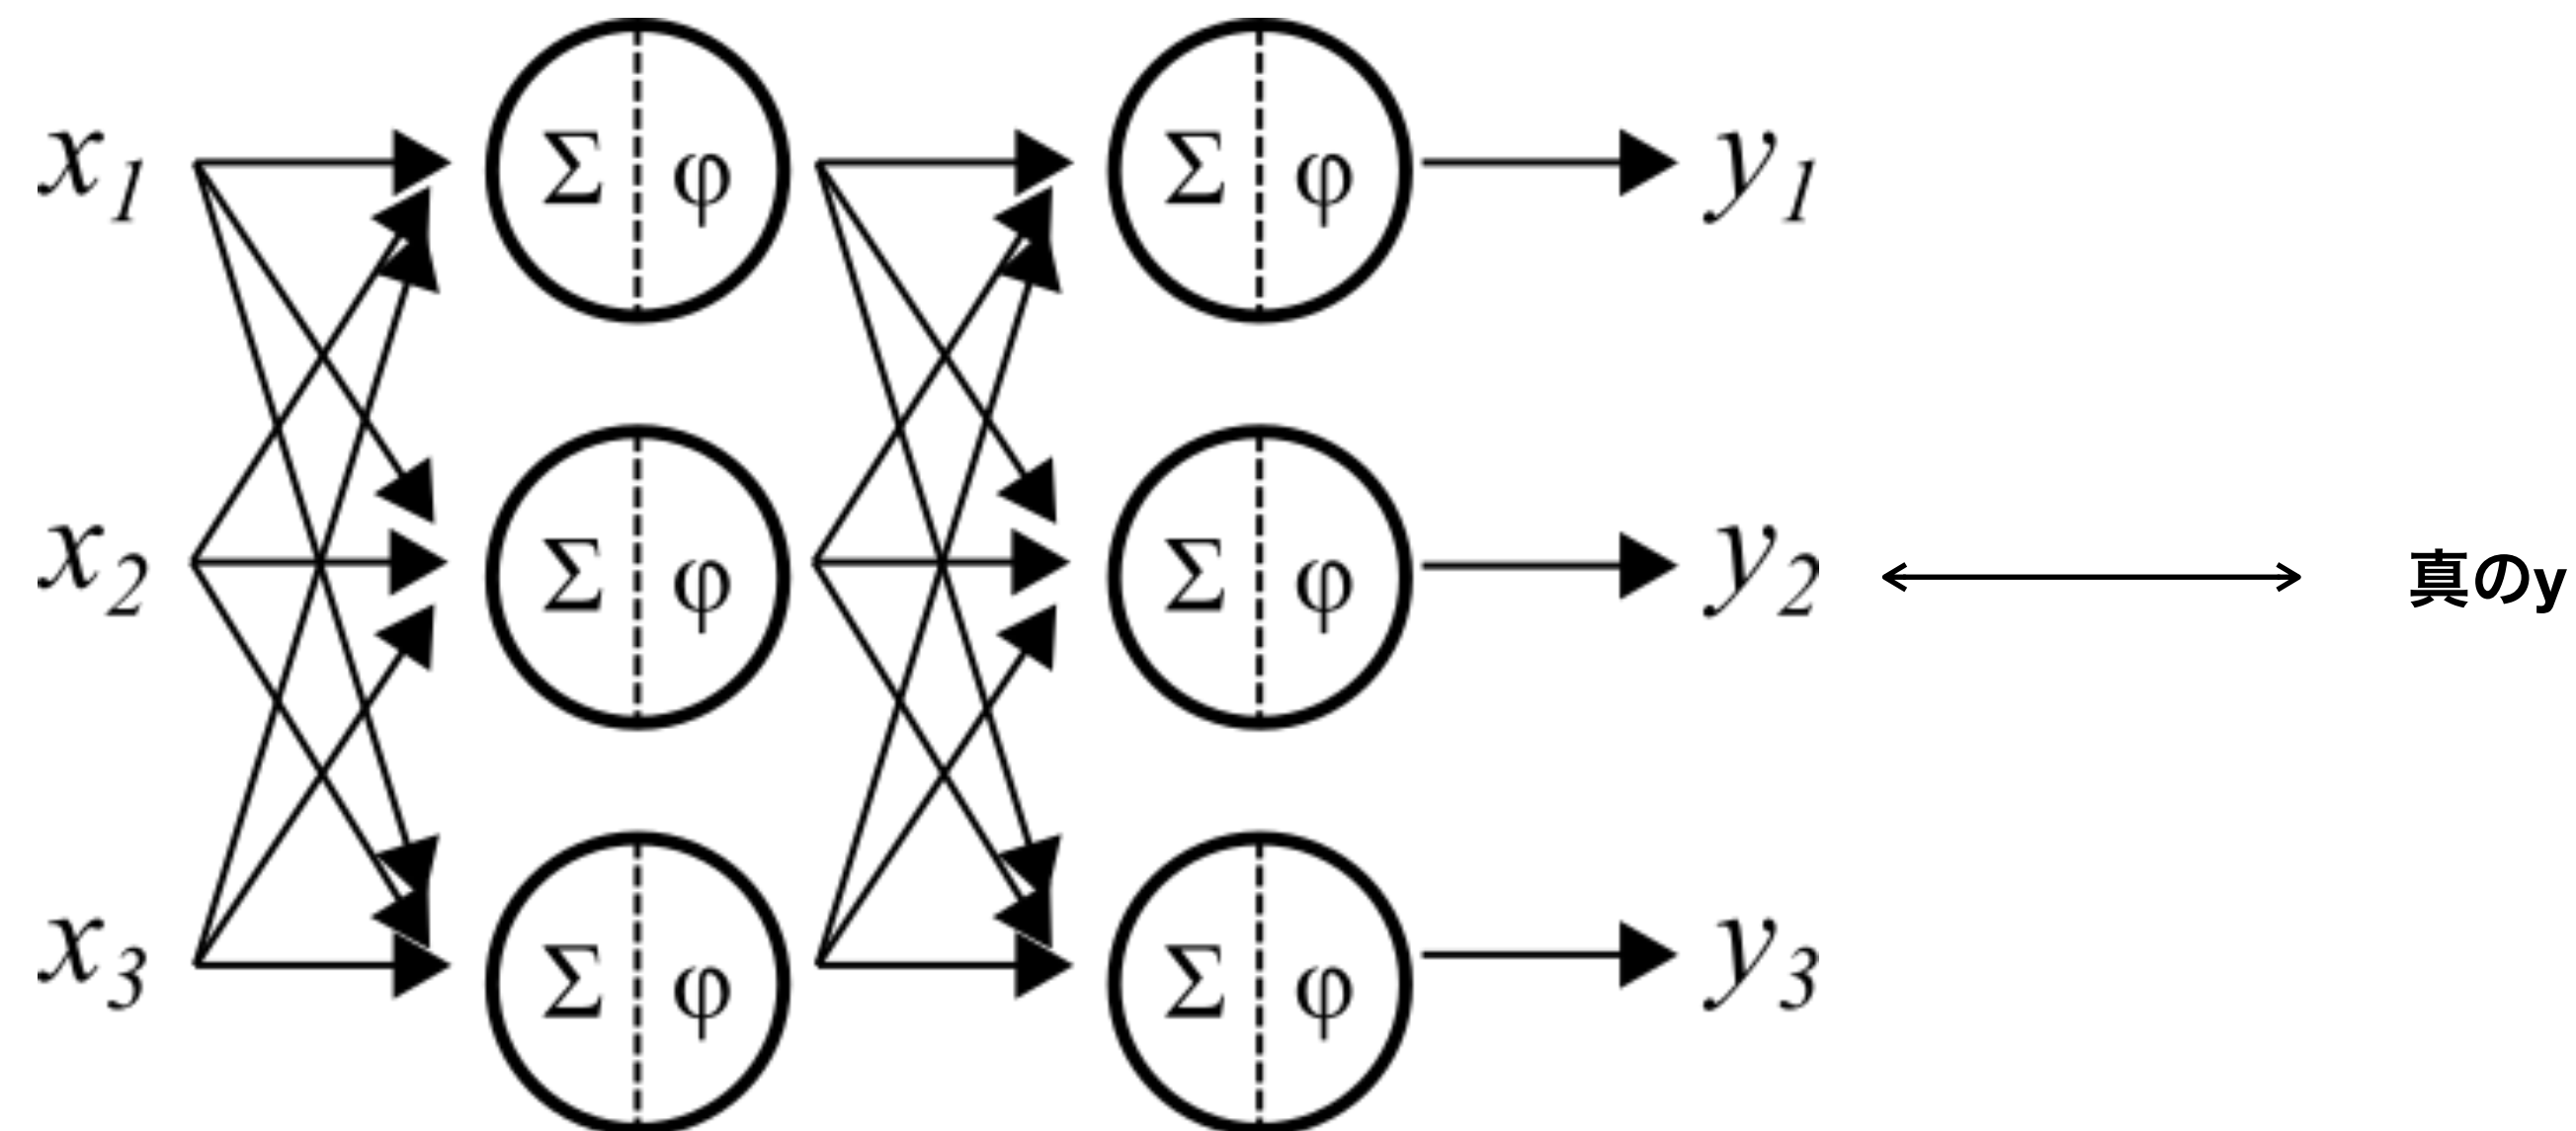 x1 Σ φ Σ φ y1
x2 Σ φ Σ φ y2 真のy
x3 Σ φ Σ φ y3